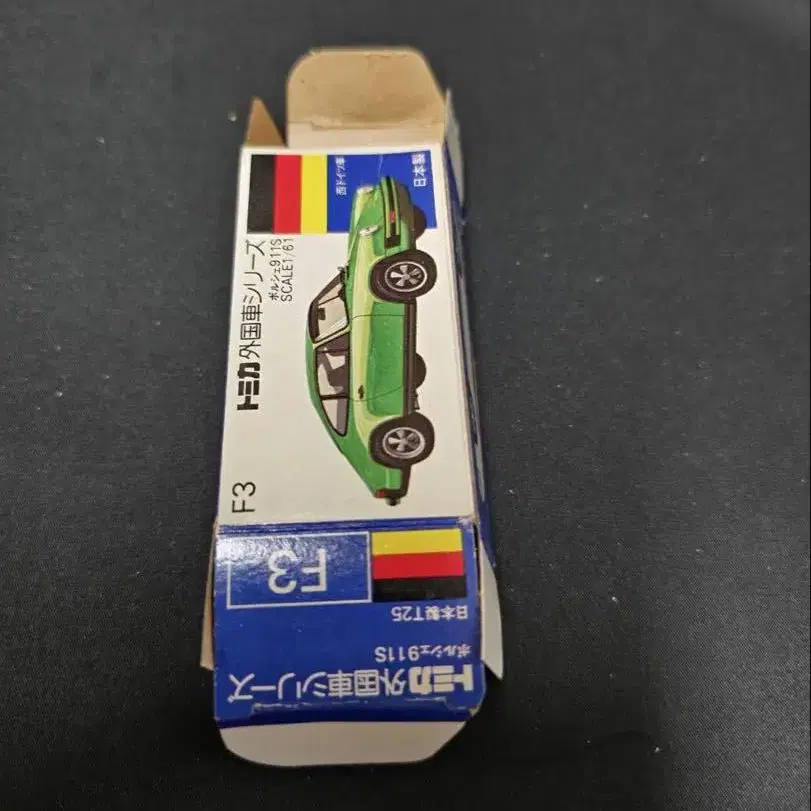 西ドイツ車
日本製
トミカ外国車シリーズ
ポルシェ911S
SCALE1/61
F3
F3
日本製T25
ポルシェ911S
トミカ外国車シリーズ